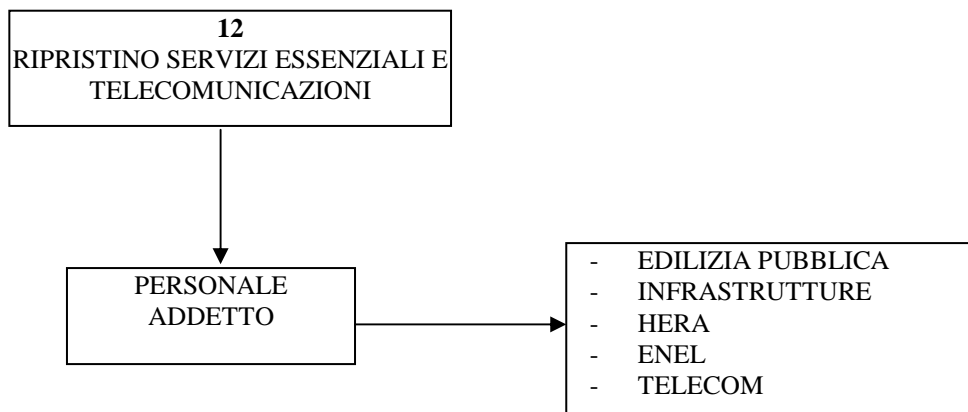 12
RIPRISTINO SERVIZI ESSENZIALI E
TELECOMUNICAZIONI
PERSONALE
ADDETTO
- EDILIZIA PUBBLICA
- INFRASTRUTTURE
- HERA
- ENEL
- TELECOM